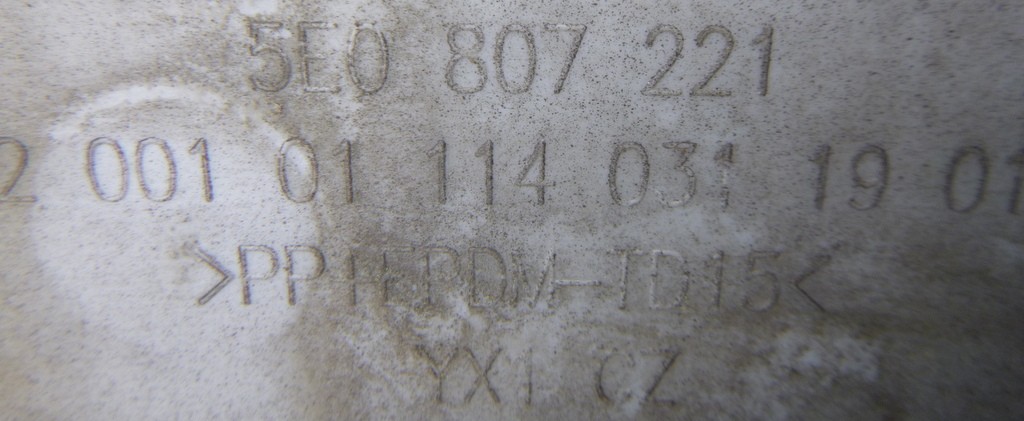 5E0 807 221
2 001 01 114 031 19 01
>PP+EPDM-TD15<
YX1 CZ